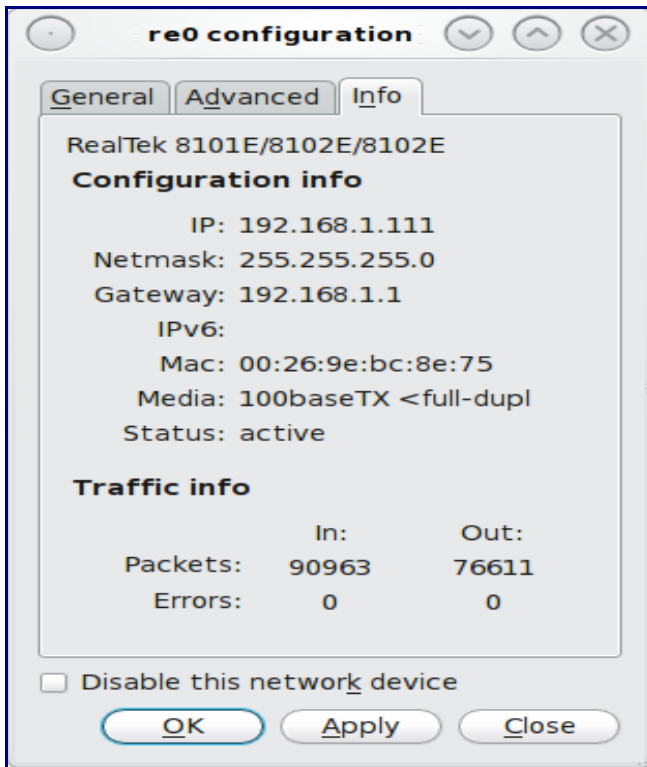 re0 configuration
General Advanced Info
RealTek 8101E/8102E/8102E
Configuration info
IP: 192.168.1.111
Netmask: 255.255.255.0
Gateway: 192.168.1.1
IPv6:
Mac: 00:26:9e:bc:8e:75
Media: 100baseTX <full-dupl
Status: active
Traffic info
In: Out:
Packets: 90963 76611
Errors: 0 0
Disable this network device
OK Apply Close